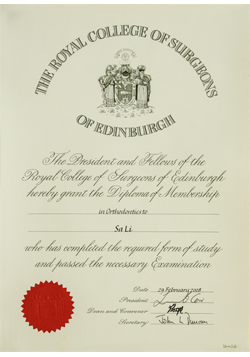 THE ROYAL COLLEGE OF SURGEONS
OF EDINBURGH
The President and Fellows of the
Royal College of Surgeons of Edinburgh
hereby grant the Diploma of Membership
in Orthodontics to
Sa Li
who has completed the required form of study
and passed the necessary Examination
Date 29 February 2008
President
Dean and Convenor
Secretary